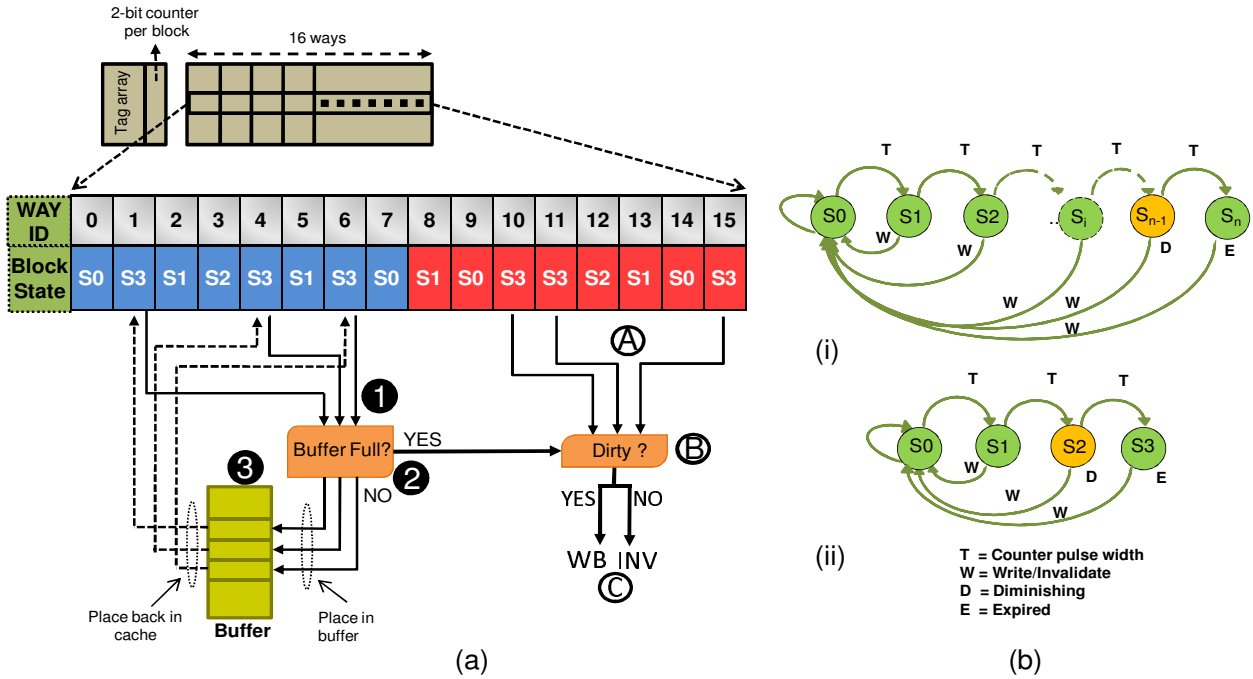 2-bit counter
per block
16 ways
Tag array
WAY ID 0 1 2 3 4 5 6 7 8 9 10 11 12 13 14 15
Block State S0 S3 S1 S2 S3 S1 S3 S0 S1 S0 S3 S3 S2 S1 S0 S3
A
1
Buffer Full?
YES
Dirty ?
B
2
NO
3
YES NO
WB INV
C
Place back in
cache
Buffer
Place in
buffer
(a)
T T T T T
S0 S1 S2 .. Si Sn-1 Sn
W W D E
W W
W
(i)
T T T
S0 S1 S2 S3
W D E
W
W
(ii)
T = Counter pulse width
W = Write/Invalidate
D = Diminishing
E = Expired
(b)